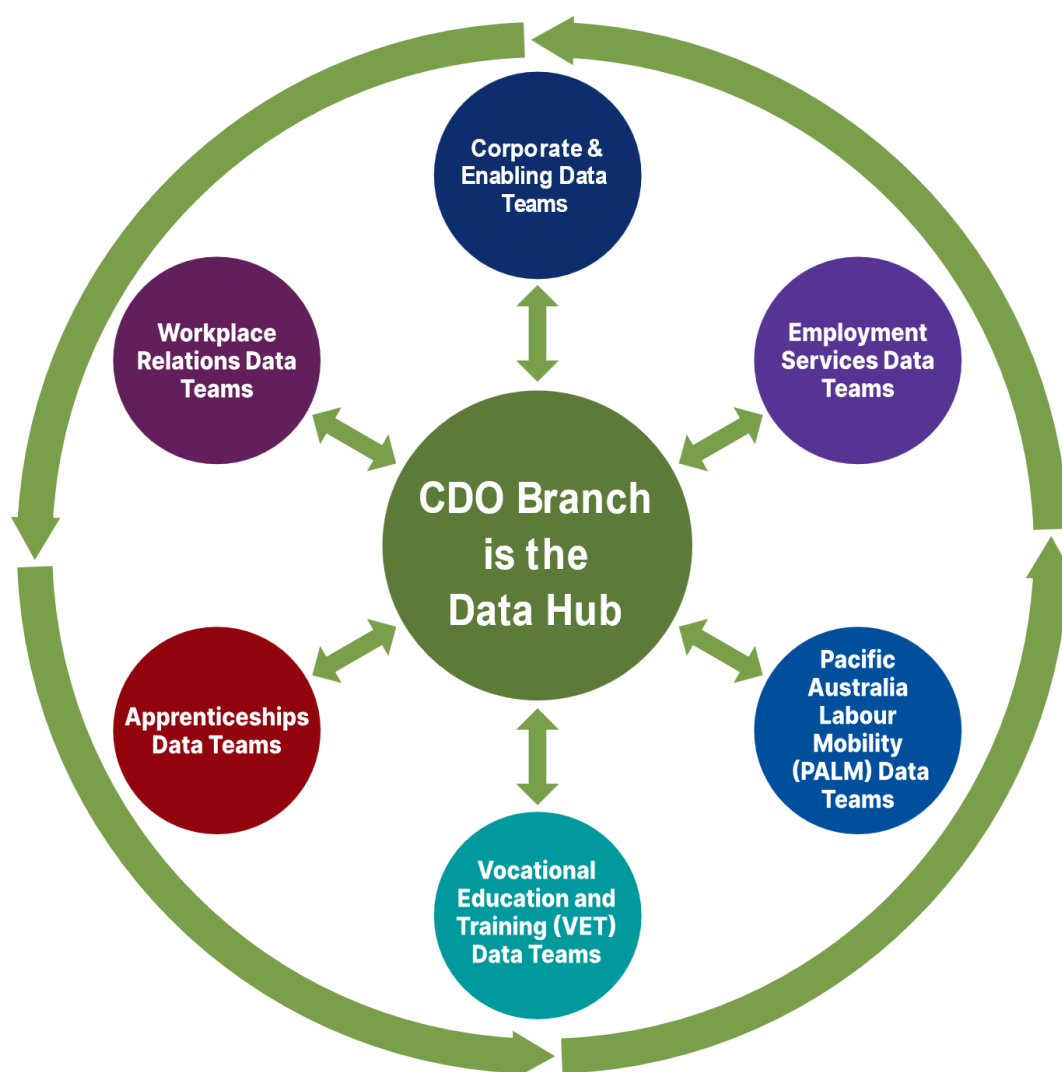 Corporate &
Enabling Data
Teams
Workplace
Relations Data
Teams
Employment
Services Data
Teams
CDO Branch
is the
Data Hub
Apprenticeships
Data Teams
Pacific
Australia
Labour
Mobility
(PALM) Data
Teams
Vocational
Education and
Training (VET)
Data Teams